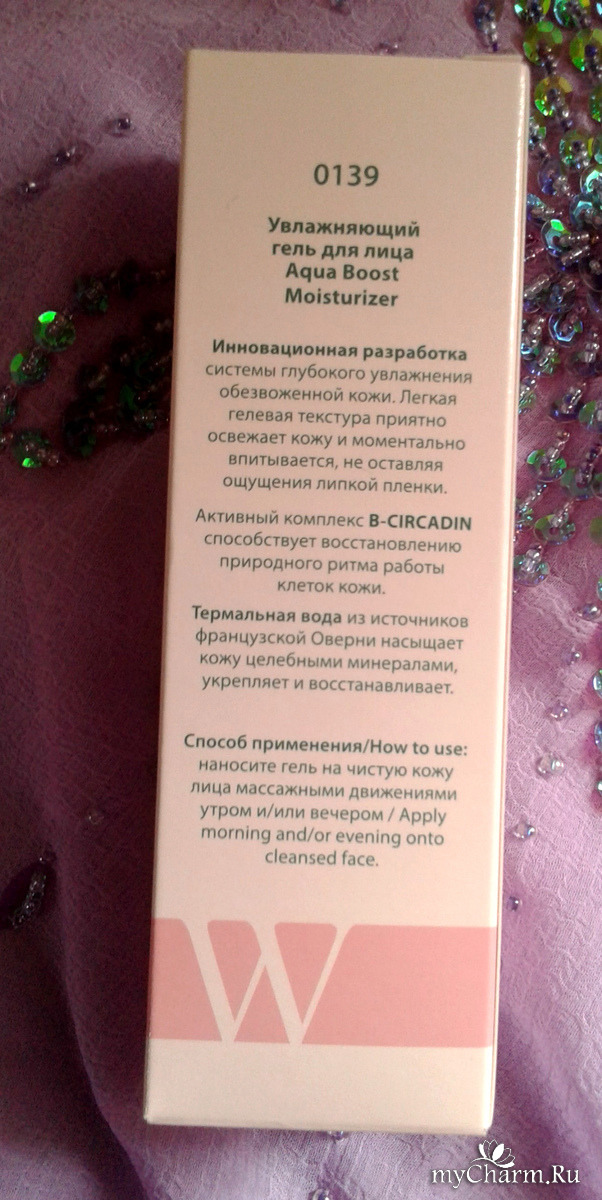 0139
Увлажняющий
гель для лица
Aqua Boost
Moisturizer
Инновационная разработка
системы глубокого увлажнения
обезвоженной кожи. Легкая
гелевая текстура приятно
освежает кожу и моментально
впитывается, не оставляя
ощущения липкой пленки.
Активный комплекс B-CIRCADIN
способствует восстановлению
природного ритма работы
клеток кожи.
Термальная вода из источников
французской Оверни насыщает
кожу целебными минералами,
укрепляет и восстанавливает.
Способ применения/How to use:
наносите гель на чистую кожу
лица массажными движениями
утром и/или вечером / Apply
morning and/or evening onto
cleansed face.
W
myCharm.Ru